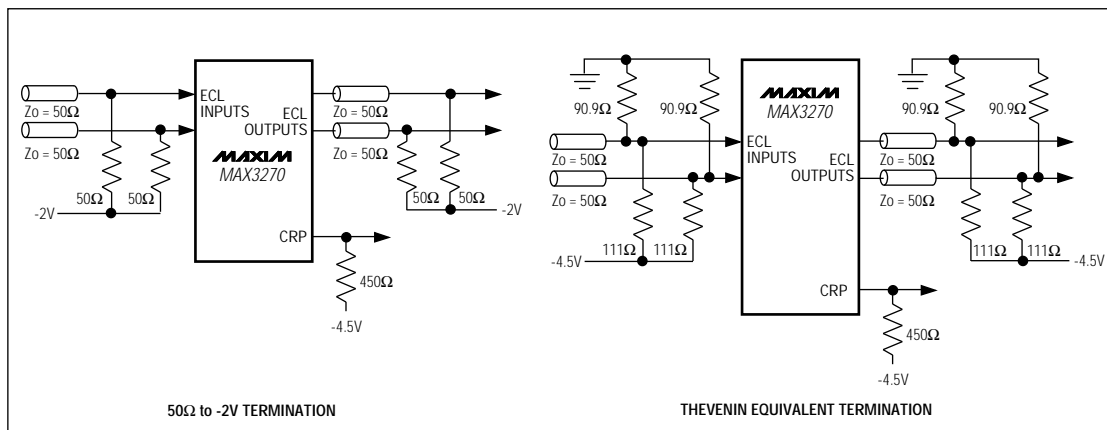 Zo = 50Ω
Zo = 50Ω
50Ω
50Ω
-2V
ECL
INPUTS
ECL
OUTPUTS
MAXIM
MAX3270
CRP
Zo = 50Ω
Zo = 50Ω
50Ω
50Ω
-2V
450Ω
-4.5V
50Ω to -2V TERMINATION
90.9Ω
90.9Ω
Zo = 50Ω
Zo = 50Ω
111Ω
111Ω
-4.5V
MAXIM
MAX3270
ECL
INPUTS
ECL
OUTPUTS
CRP
90.9Ω
90.9Ω
Zo = 50Ω
Zo = 50Ω
111Ω
111Ω
-4.5V
450Ω
-4.5V
THEVENIN EQUIVALENT TERMINATION